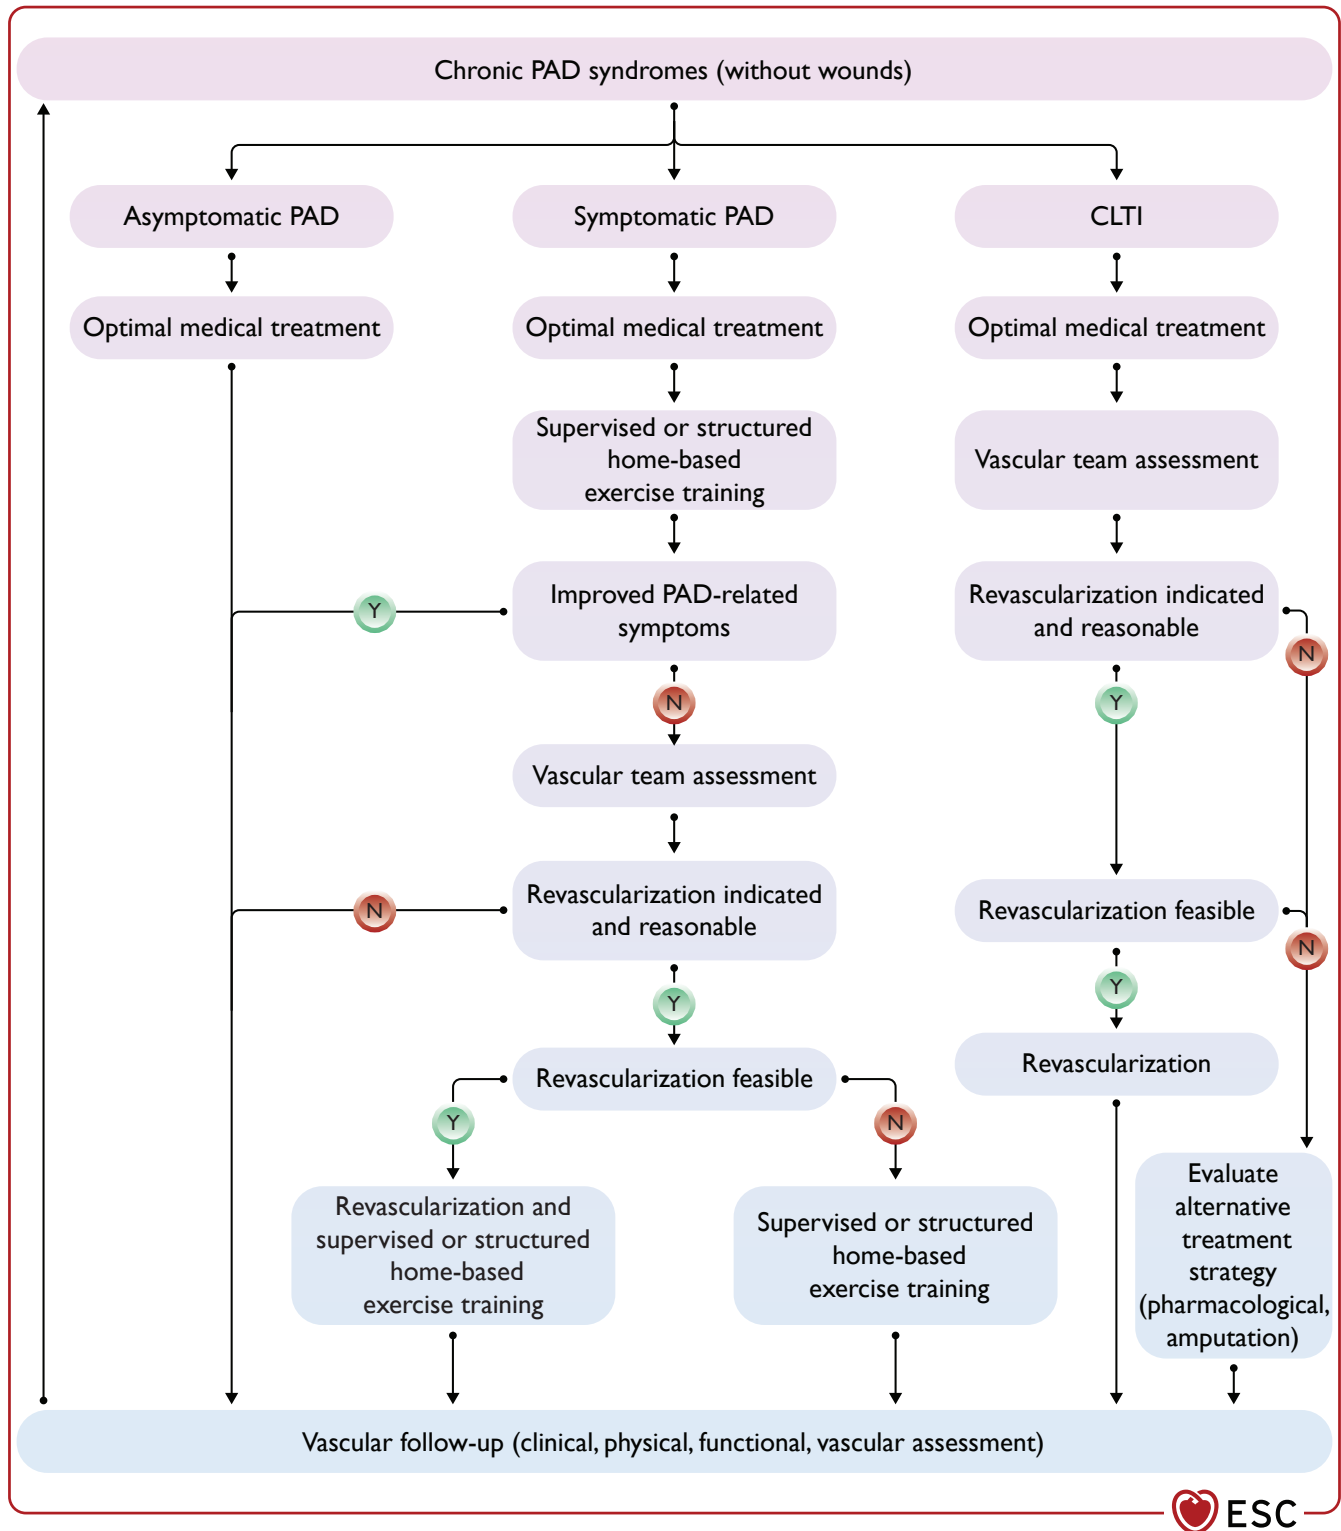 Chronic PAD syndromes (without wounds)
Asymptomatic PAD
Symptomatic PAD
CLTI
Optimal medical treatment
Optimal medical treatment
Optimal medical treatment
Supervised or structured
home-based
exercise training
Vascular team assessment
Improved PAD-related
symptoms
Revascularization indicated
and reasonable
Y
N
N
Y
Vascular team assessment
Revascularization indicated
and reasonable
Revascularization feasible
N
N
Y
Y
Revascularization feasible
Revascularization
Y
N
Revascularization and
supervised or structured
home-based
exercise training
Supervised or structured
home-based
exercise training
Evaluate
alternative
treatment
strategy
(pharmacological,
amputation)
Vascular follow-up (clinical, physical, functional, vascular assessment)
ESC